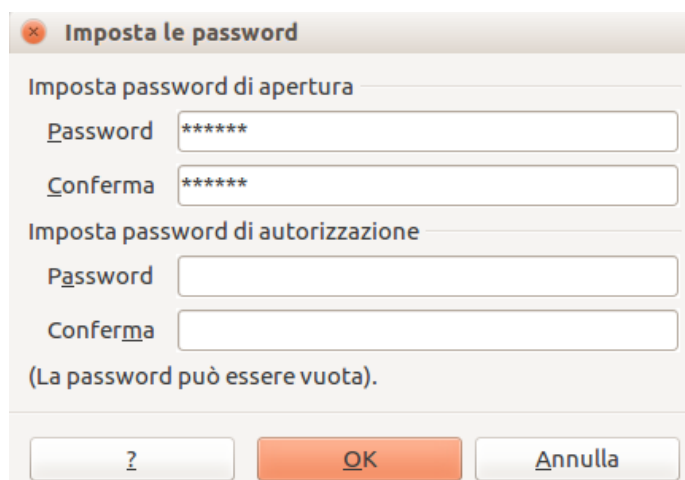 Imposta le password
Imposta password di apertura
Password ******
Conferma ******
Imposta password di autorizzazione
Password
Conferma
(La password può essere vuota).
? OK Annulla